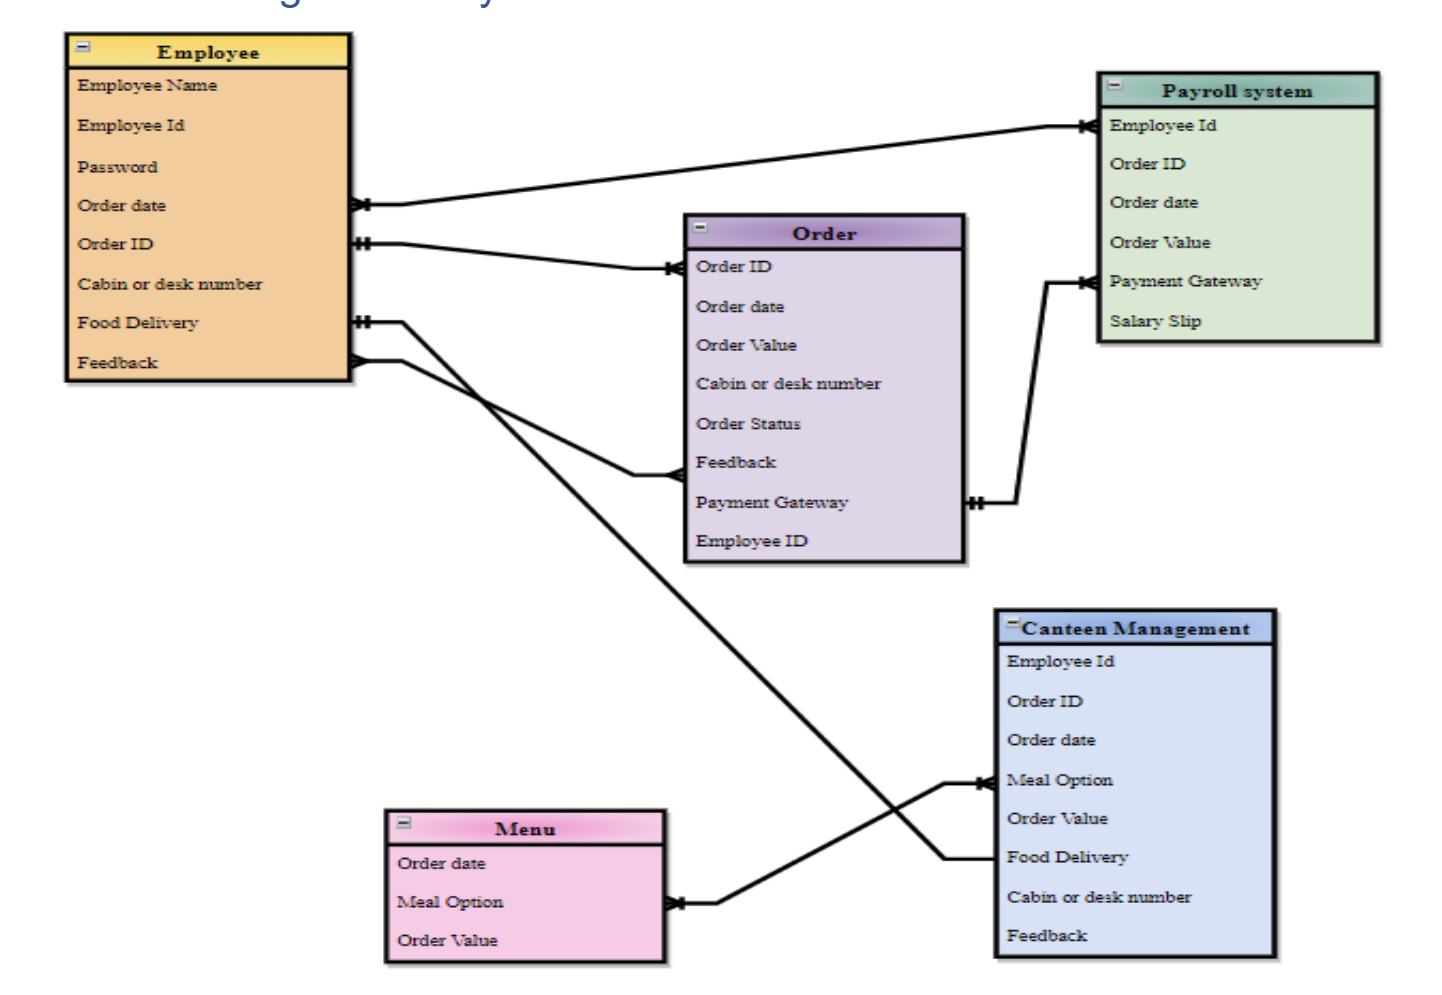 Employee
Employee Name
Employee Id
Password
Order date
Order ID
Cabin or desk number
Food Delivery
Feedback
Payroll system
Employee Id
Order ID
Order date
Order Value
Payment Gateway
Salary Slip
Order
Order ID
Order date
Order Value
Cabin or desk number
Order Status
Feedback
Payment Gateway
Employee ID
Canteen Management
Employee Id
Order ID
Order date
Meal Option
Order Value
Food Delivery
Cabin or desk number
Feedback
Menu
Order date
Meal Option
Order Value